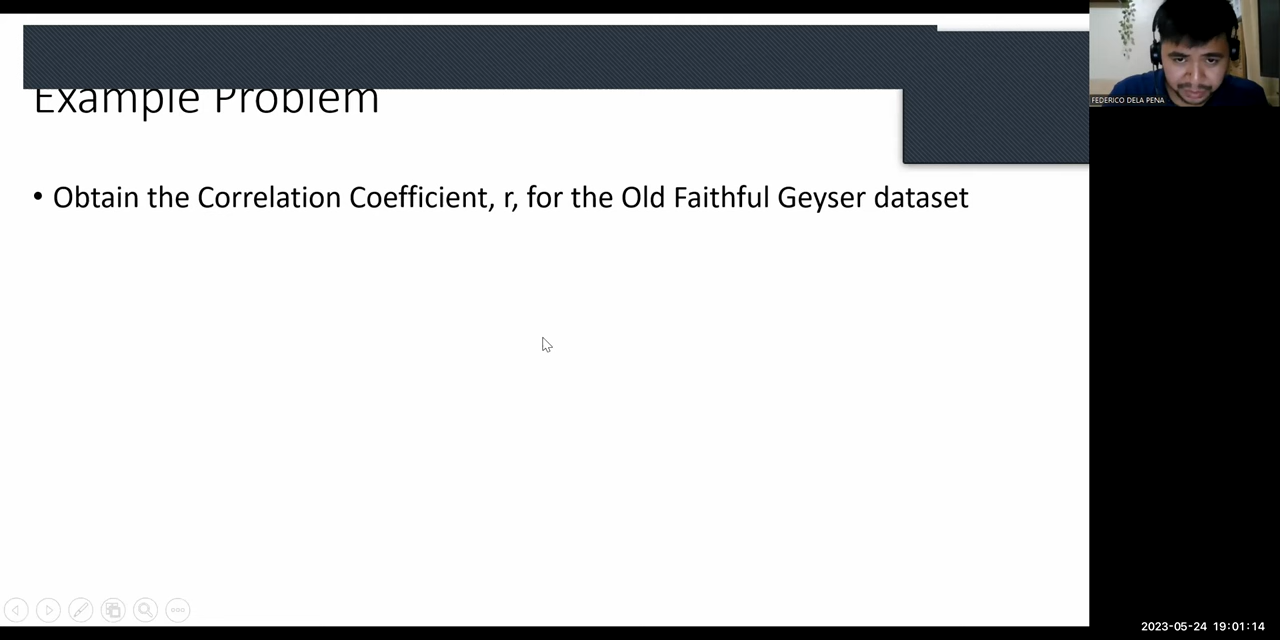 Example Problem
• Obtain the Correlation Coefficient, r, for the Old Faithful Geyser dataset
FEDERICO DELA PENA
2023-05-24 19:01:14